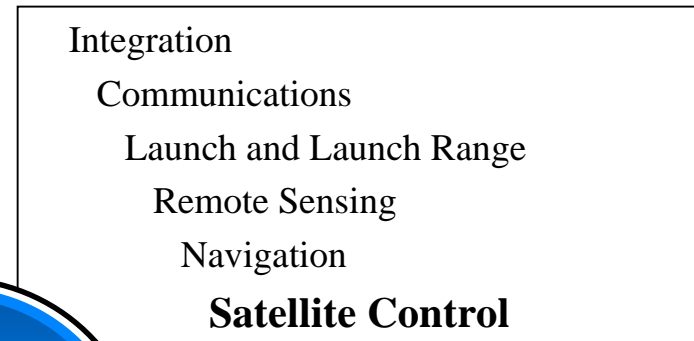 Integration
Communications
Launch and Launch Range
Remote Sensing
Navigation
Satellite Control